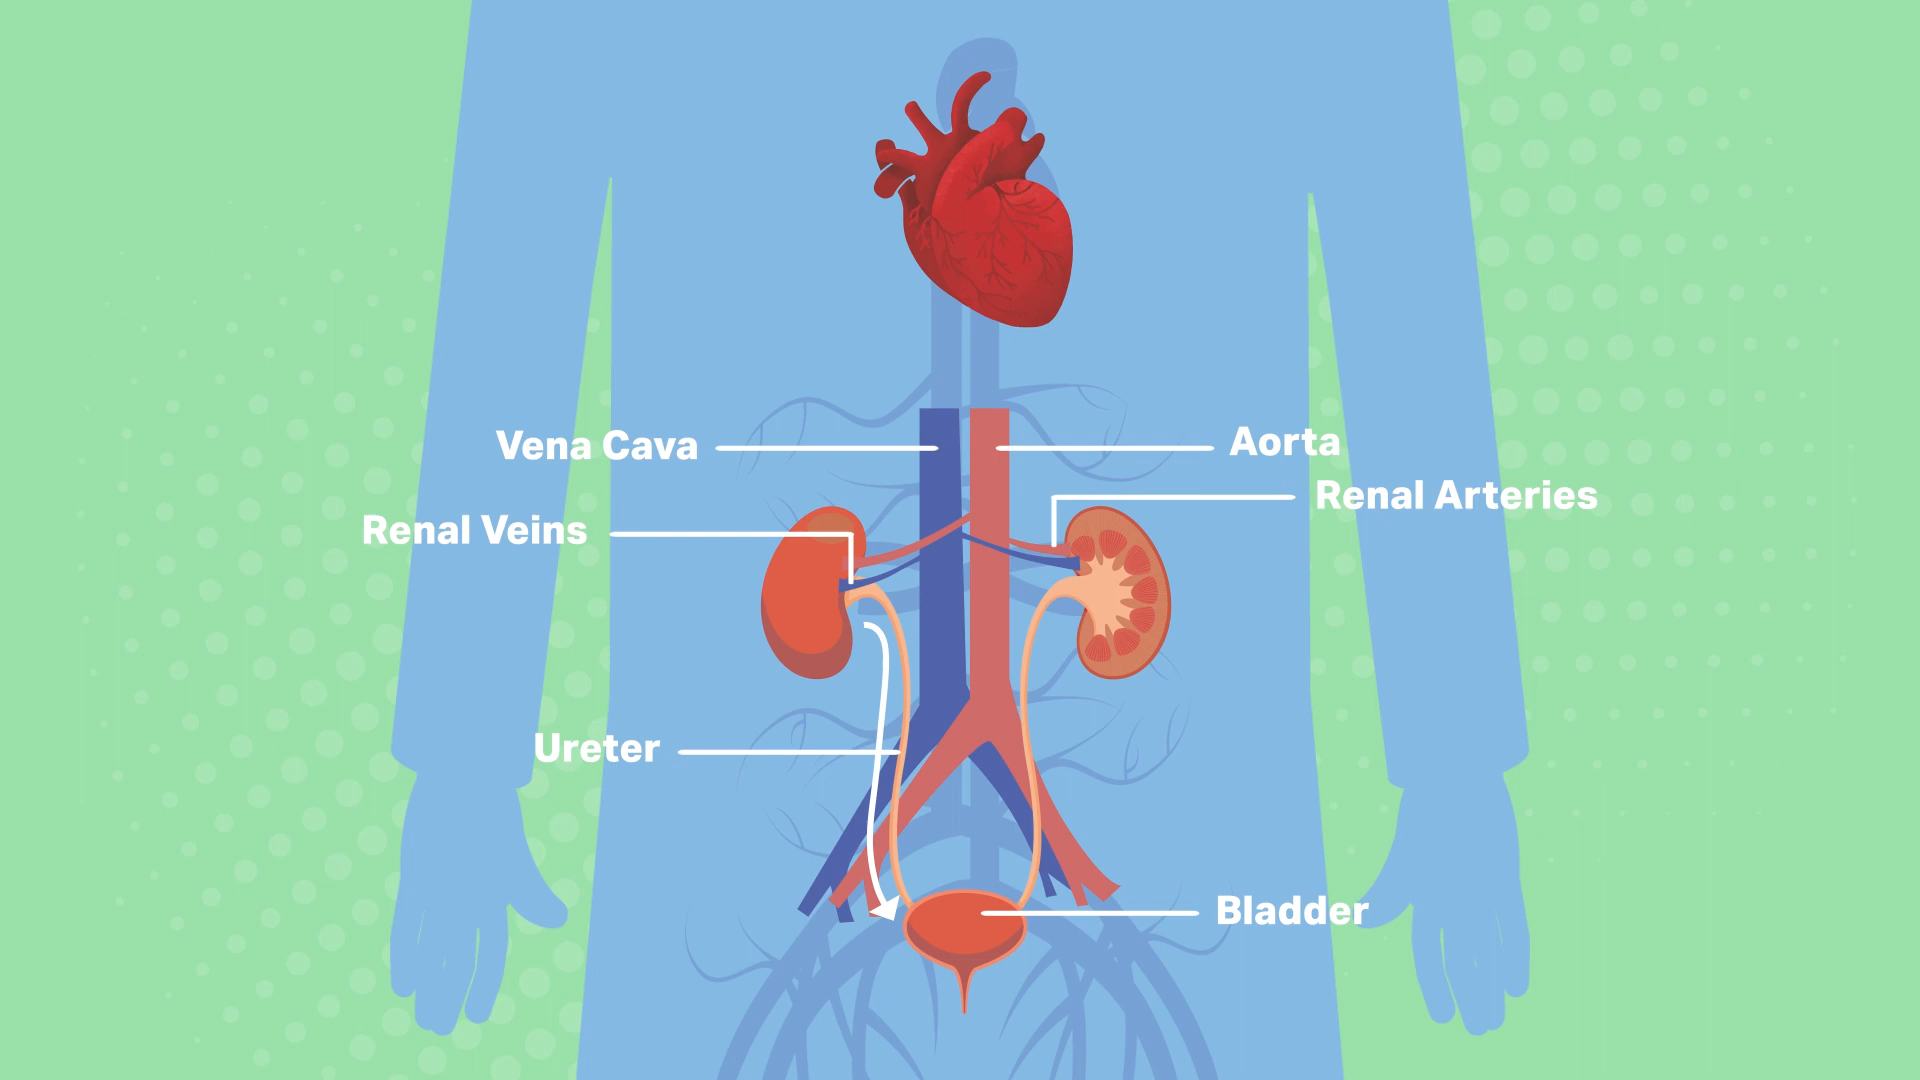 Vena Cava
Aorta
Renal Arteries
Renal Veins
Ureter
Bladder